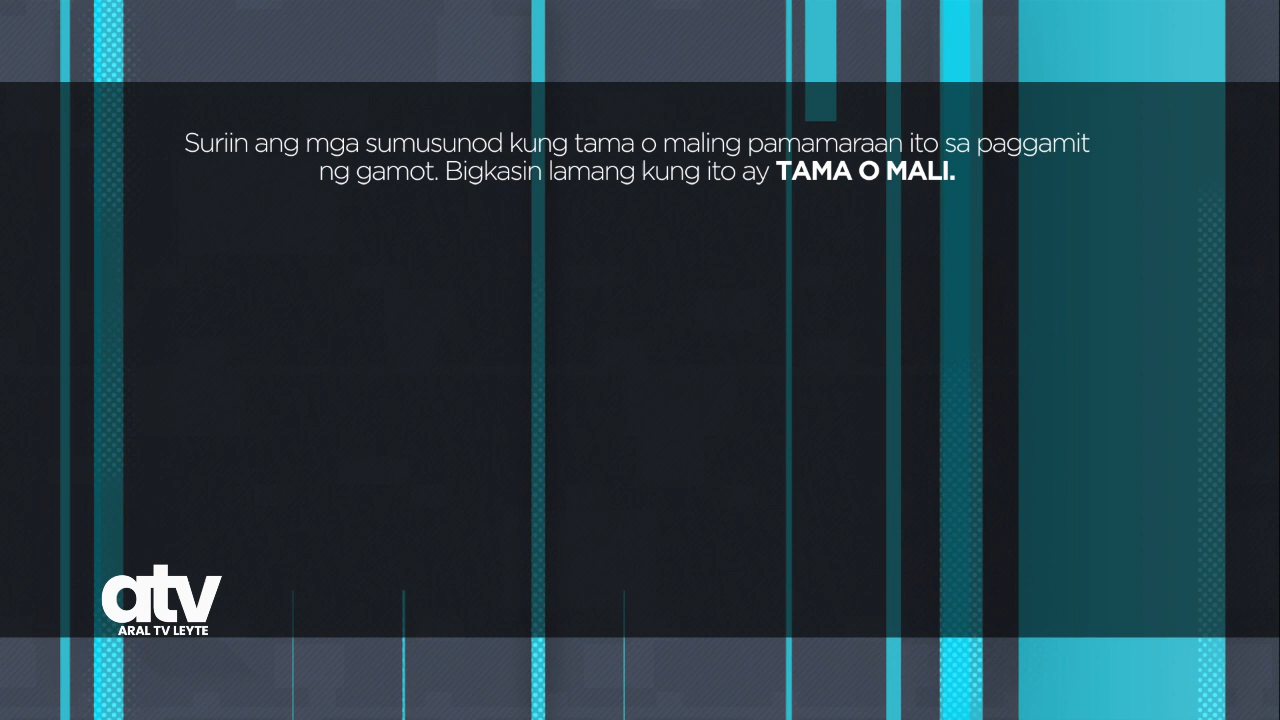 Suriin ang mga sumusunod kung tama o maling pamamaraan ito sa paggamit
ng gamot. Bigkasin lamang kung ito ay TAMA O MALI.
atv
ARAL TV LEYTE